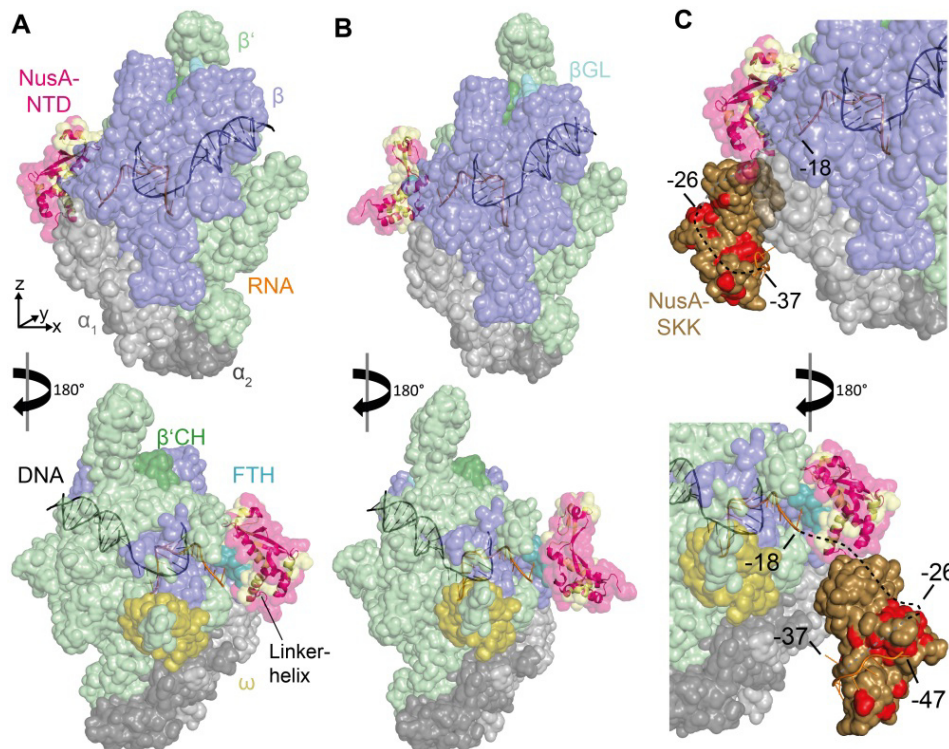 A
B
C
β‘
NusA-
NTD
β
βGL
-18
-26
RNA
NusA-
SKK
-37
z
y
x
α1
α2
180°
180°
180°
β‘CH
DNA
FTH
-18
-26
-37
Linker-
helix
ω
-47